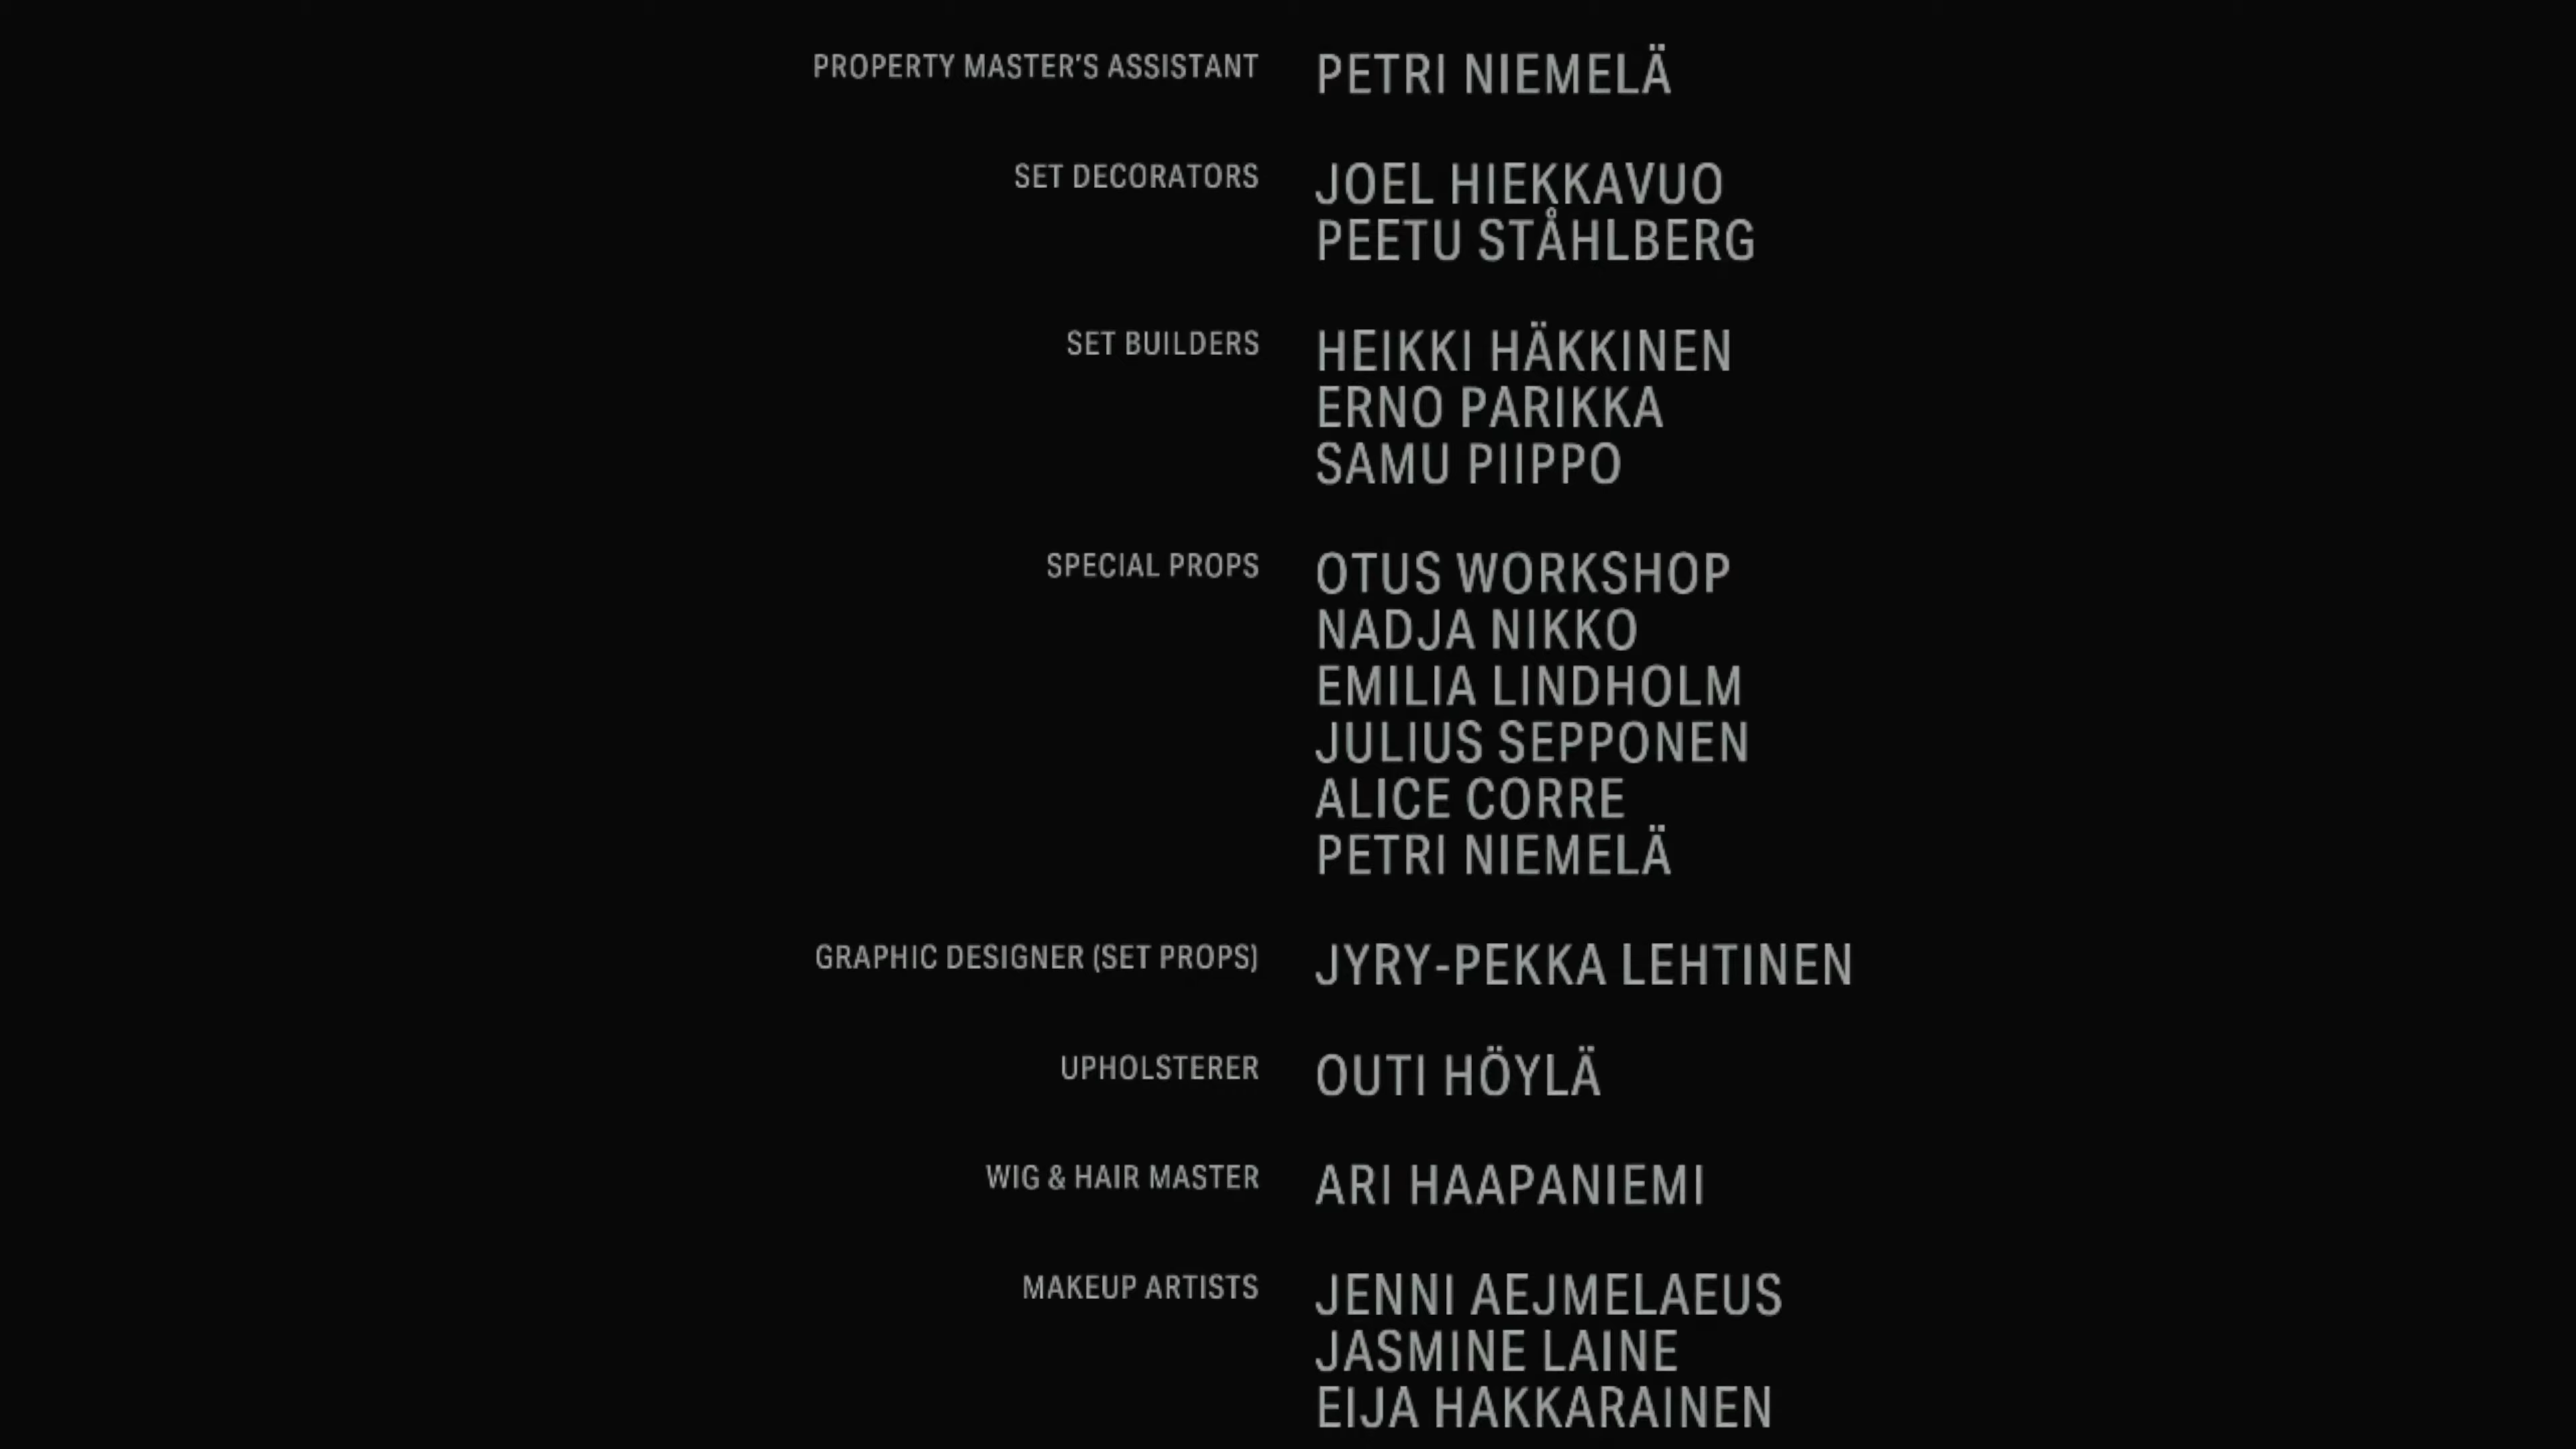 PROPERTY MASTER’S ASSISTANT PETRI NIEMELÄ
SET DECORATORS JOEL HIEKKAVUO
PEETU STÅHLBERG
SET BUILDERS HEIKKI HÄKKINEN
ERNO PARIKKA
SAMU PIIPPO
SPECIAL PROPS OTUS WORKSHOP
NADJA NIKKO
EMILIA LINDHOLM
JULIUS SEPPONEN
ALICE CORRE
PETRI NIEMELÄ
GRAPHIC DESIGNER (SET PROPS) JYRY-PEKKA LEHTINEN
UPHOLSTERER OUTI HÖYLÄ
WIG & HAIR MASTER ARI HAAPANIEMI
MAKEUP ARTISTS JENNI AEJMELAEUS
JASMINE LAINE
EIJA HAKKARAINEN